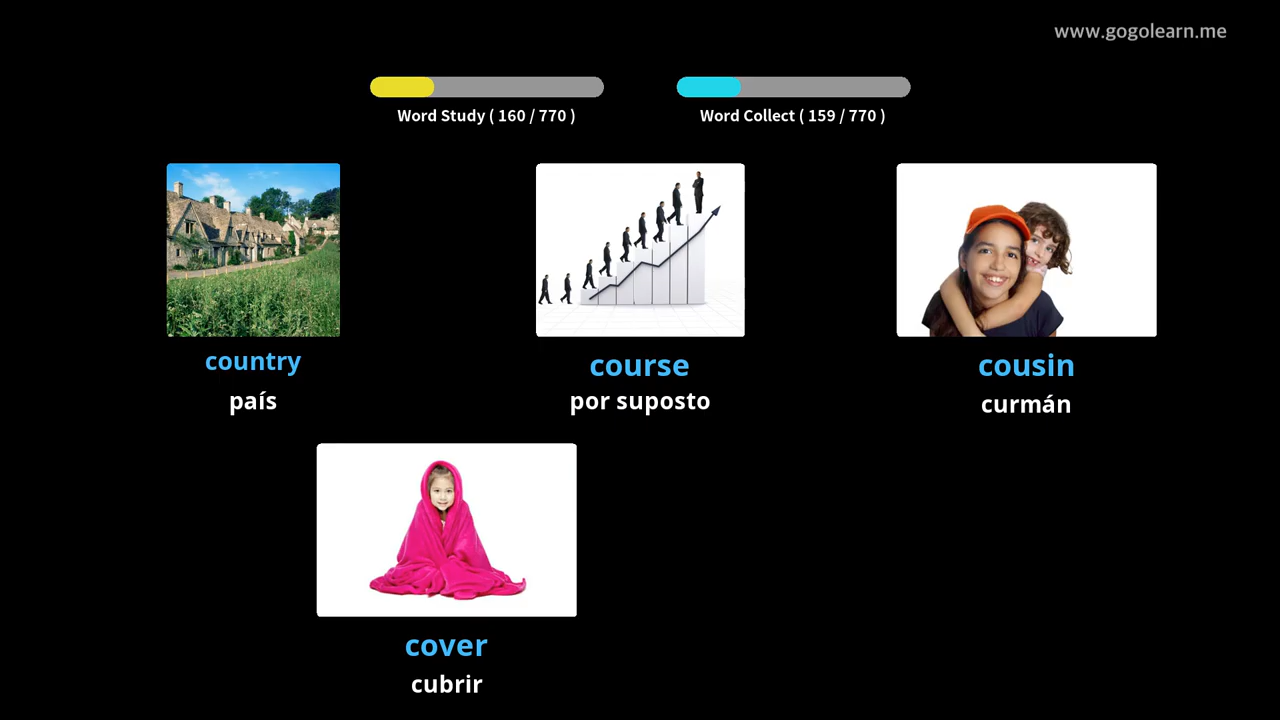 www.gogolearn.me
Word Study ( 160 / 770 )
Word Collect ( 159 / 770 )
country
país
course
por suposto
cousin
curmán
cover
cubrir